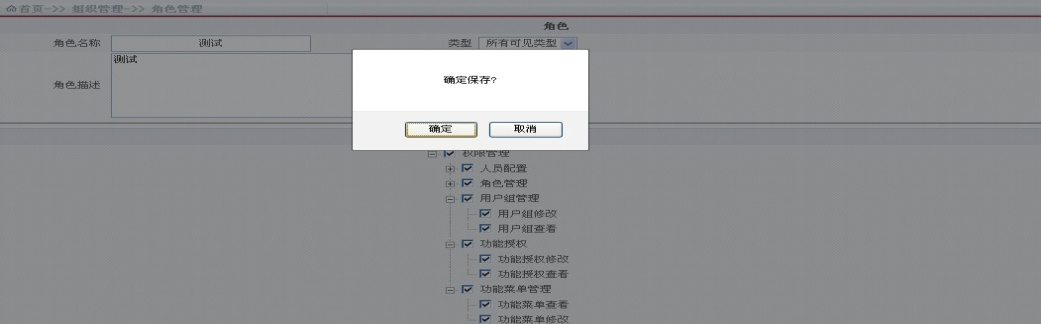 首页->> 组织管理->> 角色管理
角色
角色名称 测试 类型 所有可见类型
角色描述 测试
确定保存?
确定 取消
权限管理
人员配置
角色管理
用户组管理
用户组修改
用户组查看
功能授权
功能授权修改
功能授权查看
功能菜单管理
功能菜单查看
功能菜单修改